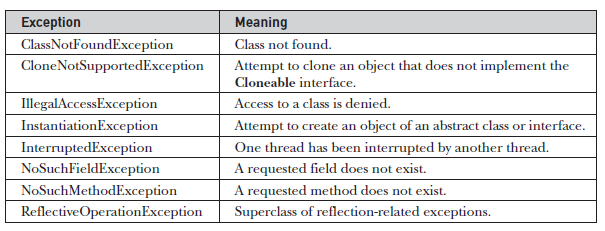 Exception Meaning
ClassNotFoundException Class not found.
CloneNotSupportedException Attempt to clone an object that does not implement the
Cloneable interface.
IllegalAccessException Access to a class is denied.
InstantiationException Attempt to create an object of an abstract class or interface.
InterruptedException One thread has been interrupted by another thread.
NoSuchFieldException A requested field does not exist.
NoSuchMethodException A requested method does not exist.
ReflectiveOperationException Superclass of reflection-related exceptions.